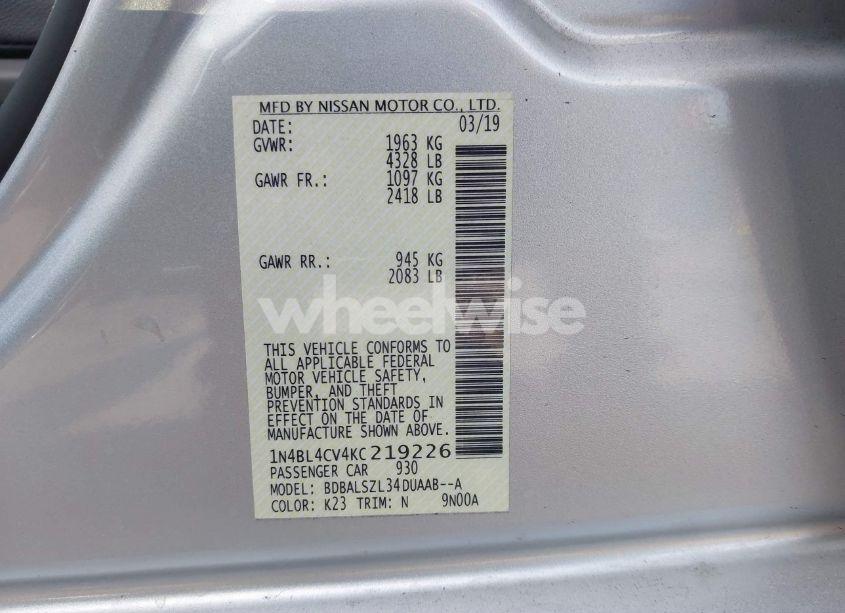 MFD BY NISSAN MOTOR CO., LTD.
DATE: 03/19
GVWR: 1963 KG
4328 LB
GAWR FR.: 1097 KG
2418 LB
GAWR RR.: 945 KG
2083 LB
wheelwise
THIS VEHICLE CONFORMS TO
ALL APPLICABLE FEDERAL
MOTOR VEHICLE SAFETY,
BUMPER, AND THEFT
PREVENTION STANDARDS IN
EFFECT ON THE DATE OF
MANUFACTURE SHOWN ABOVE.
1N4BL4CV4KC219226
PASSENGER CAR 930
MODEL: BDBALSZL34DUAAB--A
COLOR: K23 TRIM: N 9N00A